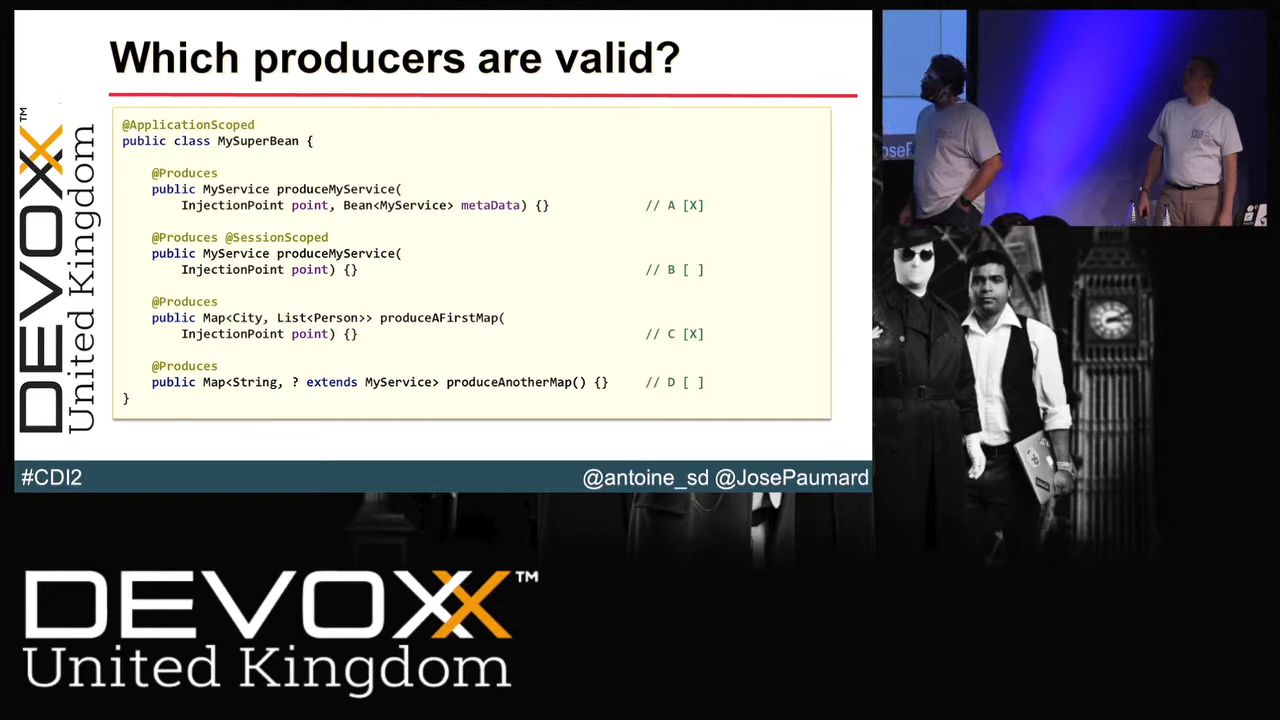 Which producers are valid?
@ApplicationScoped
public class MySuperBean {
@Produces
public MyService produceMyService(
InjectionPoint point, Bean<MyService> metaData) {} // A [X]
@Produces @SessionScoped
public MyService produceMyService(
InjectionPoint point) {} // B [ ]
@Produces
public Map<City, List<Person>> produceAFirstMap(
InjectionPoint point) {} // C [X]
@Produces
public Map<String, ? extends MyService> produceAnotherMap() {} // D [ ]
}
DEVOXX™
United Kingdom
#CDI2
@antoine_sd @JosePaumard
DEVOXX™
United Kingdom